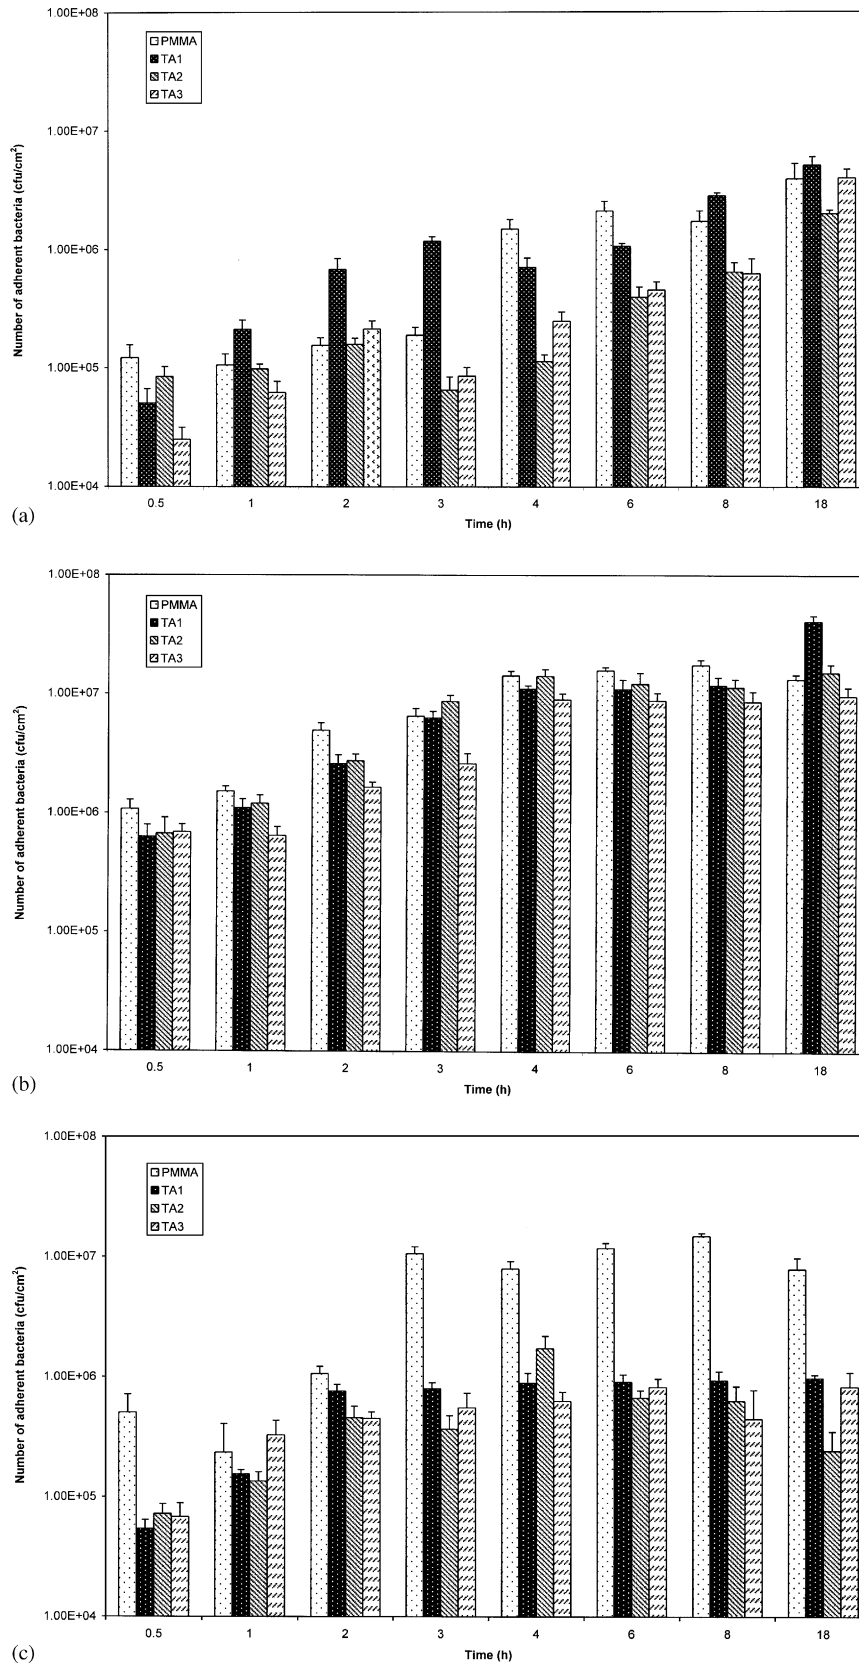 1.00E+08
PMMA
TA1
TA2
TA3
1.00E+07
Number of adherent bacteria (cfu/cm²)
1.00E+06
1.00E+05
1.00E+04
0.5 1 2 3 4 6 8 18
(a)
Time (h)
1.00E+08
PMMA
TA1
TA2
TA3
1.00E+07
Number of adherent bacteria (cfu/cm²)
1.00E+06
1.00E+05
1.00E+04
0.5 1 2 3 4 6 8 18
(b)
Time (h)
1.00E+08
PMMA
TA1
TA2
TA3
1.00E+07
Number of adherent bacteria (cfu/cm²)
1.00E+06
1.00E+05
1.00E+04
0.5 1 2 3 4 6 8 18
(c)
Time (h)